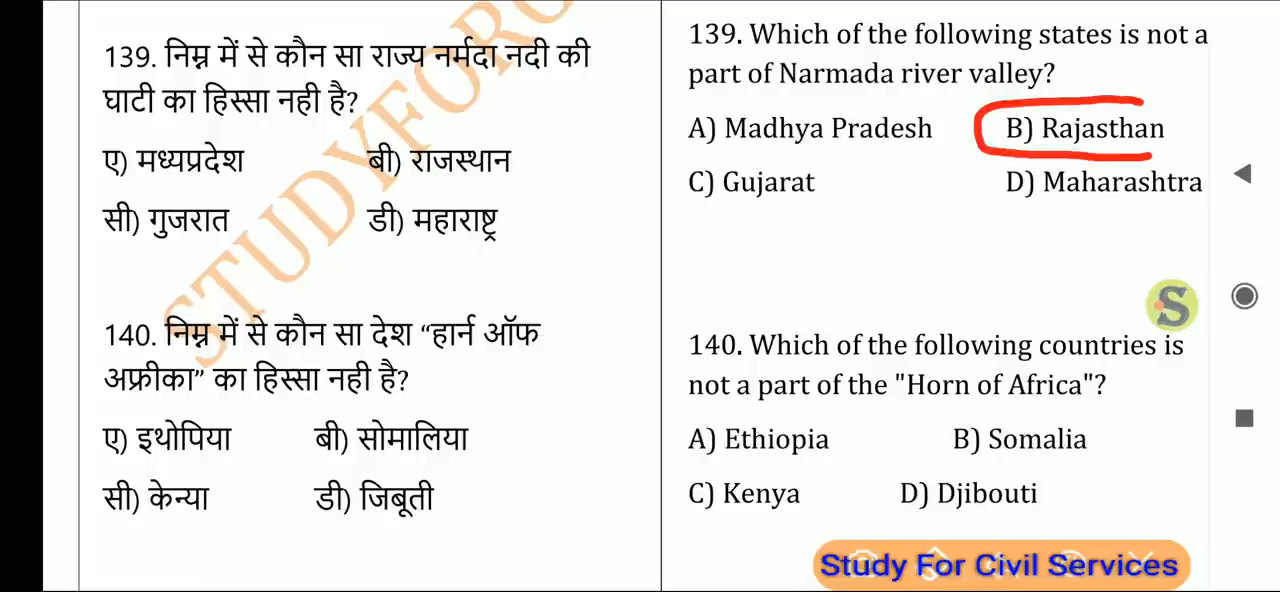 139. निम्न में से कौन सा राज्य नर्मदा नदी की
घाटी का हिस्सा नही है?
ए) मध्यप्रदेश बी) राजस्थान
सी) गुजरात डी) महाराष्ट्र
140. निम्न में से कौन सा देश “हार्न ऑफ
अफ्रीका” का हिस्सा नही है?
ए) इथोपिया बी) सोमालिया
सी) केन्या डी) जिबूती
139. Which of the following states is not a
part of Narmada river valley?
A) Madhya Pradesh B) Rajasthan
C) Gujarat D) Maharashtra
140. Which of the following countries is
not a part of the "Horn of Africa"?
A) Ethiopia B) Somalia
C) Kenya D) Djibouti
STUDYFORC
S
Study For Civil Services